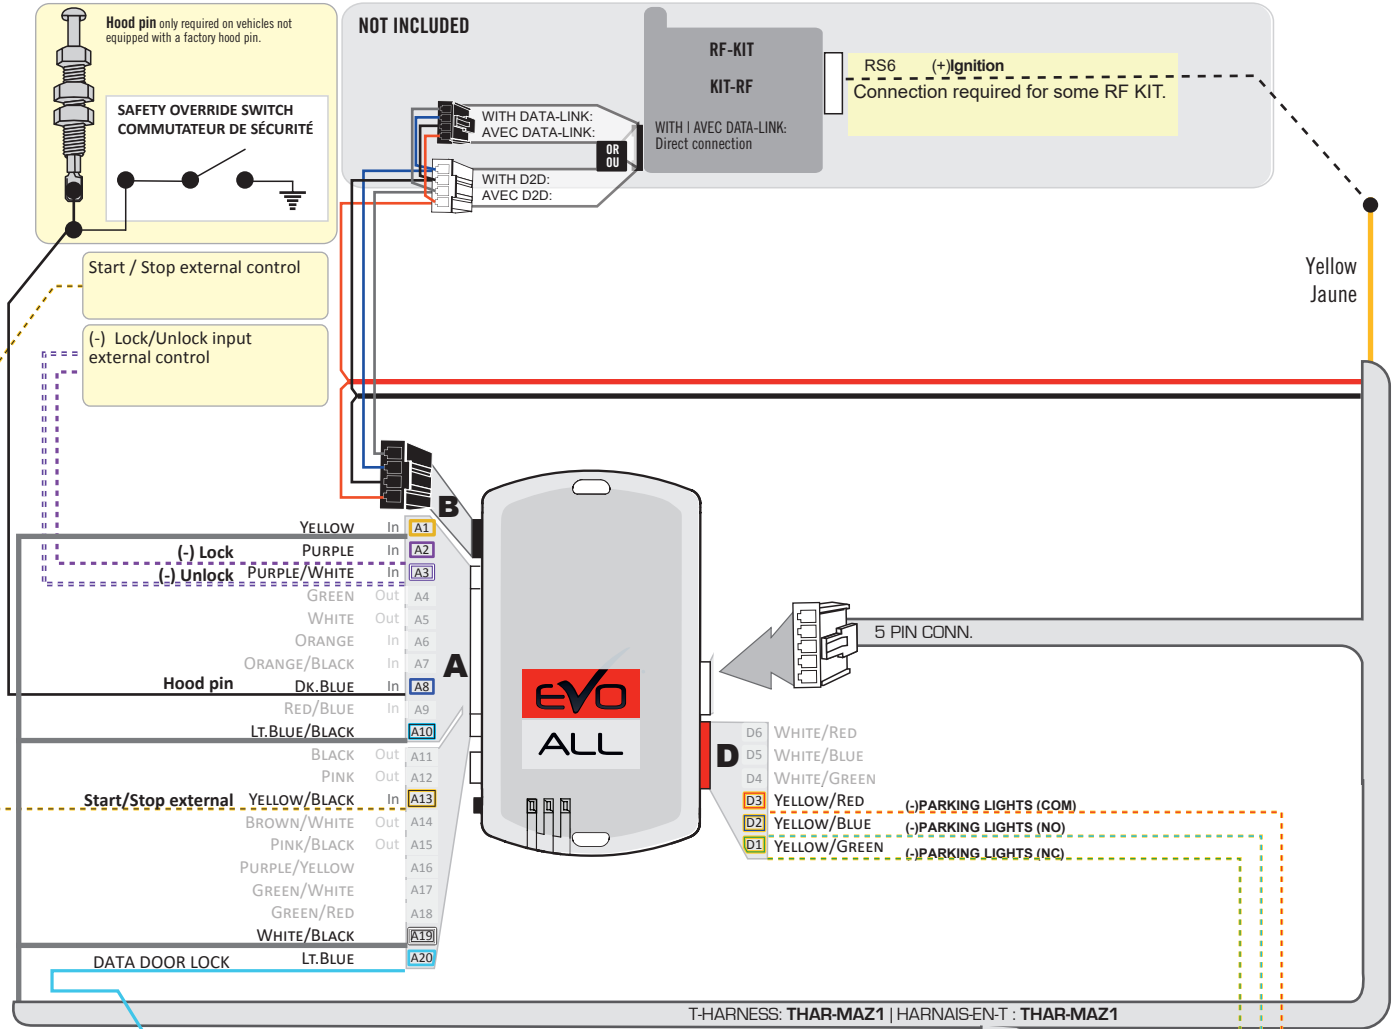 Hood pin only required on vehicles not
equipped with a factory hood pin.
SAFETY OVERRIDE SWITCH
COMMUTATEUR DE SÉCURITÉ
NOT INCLUDED
RF-KIT
KIT-RF
WITH | AVEC DATA-LINK:
Direct connection
WITH DATA-LINK:
AVEC DATA-LINK:
OR
OU
WITH D2D:
AVEC D2D:
RS6 (+)Ignition
Connection required for some RF KIT.
Yellow
Jaune
Start / Stop external control
(-) Lock/Unlock input
external control
B
YELLOW In A1
(-) Lock PURPLE In A2
(-) Unlock PURPLE/WHITE In A3
GREEN Out A4
WHITE Out A5
ORANGE In A6
ORANGE/BLACK In A7
Hood pin DK.BLUE In A8
RED/BLUE In A9
LT.BLUE/BLACK A10
BLACK Out A11
PINK Out A12
Start/Stop external YELLOW/BLACK In A13
BROWN/WHITE Out A14
PINK/BLACK Out A15
PURPLE/YELLOW A16
GREEN/WHITE A17
GREEN/RED A18
WHITE/BLACK A19
DATA DOOR LOCK LT.BLUE A20
A
EVO
ALL
5 PIN CONN.
D
D6 WHITE/RED
D5 WHITE/BLUE
D4 WHITE/GREEN
D3 YELLOW/RED (-)PARKING LIGHTS (COM)
D2 YELLOW/BLUE (-)PARKING LIGHTS (NO)
D1 YELLOW/GREEN (-)PARKING LIGHTS (NC)
T-HARNESS: THAR-MAZ1 | HARNAIS-EN-T : THAR-MAZ1